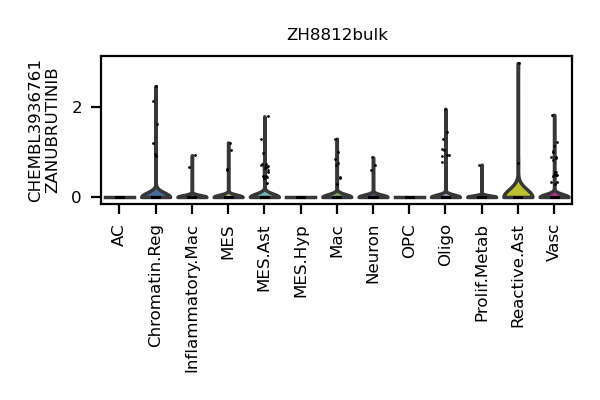 ZH8812bulk
CHEMBL3936761
ZANUBRUTINIB
2
0
AC
Chromatin.Reg
Inflammatory.Mac
MES
MES.Ast
MES.Hyp
Mac
Neuron
OPC
Oligo
Prolif.Metab
Reactive.Ast
Vasc